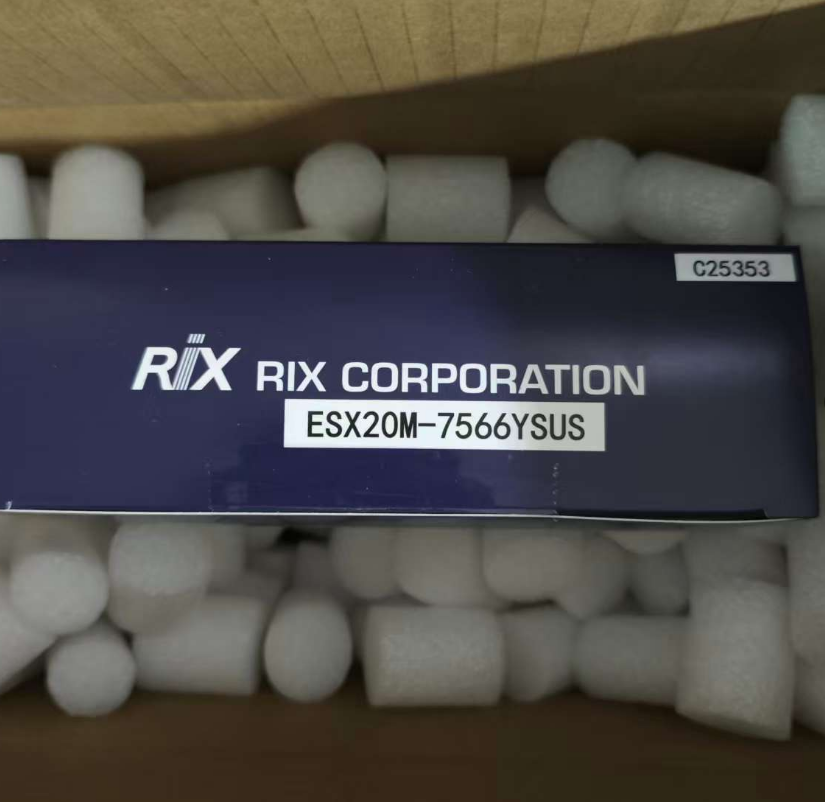 C25353
RIX RIX CORPORATION
ESX20M-7566YSUS